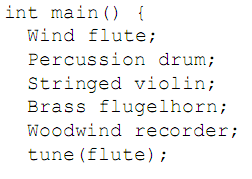 int main() {
  Wind flute;
  Percussion drum;
  Stringed violin;
  Brass flugelhorn;
  Woodwind recorder;
  tune(flute);